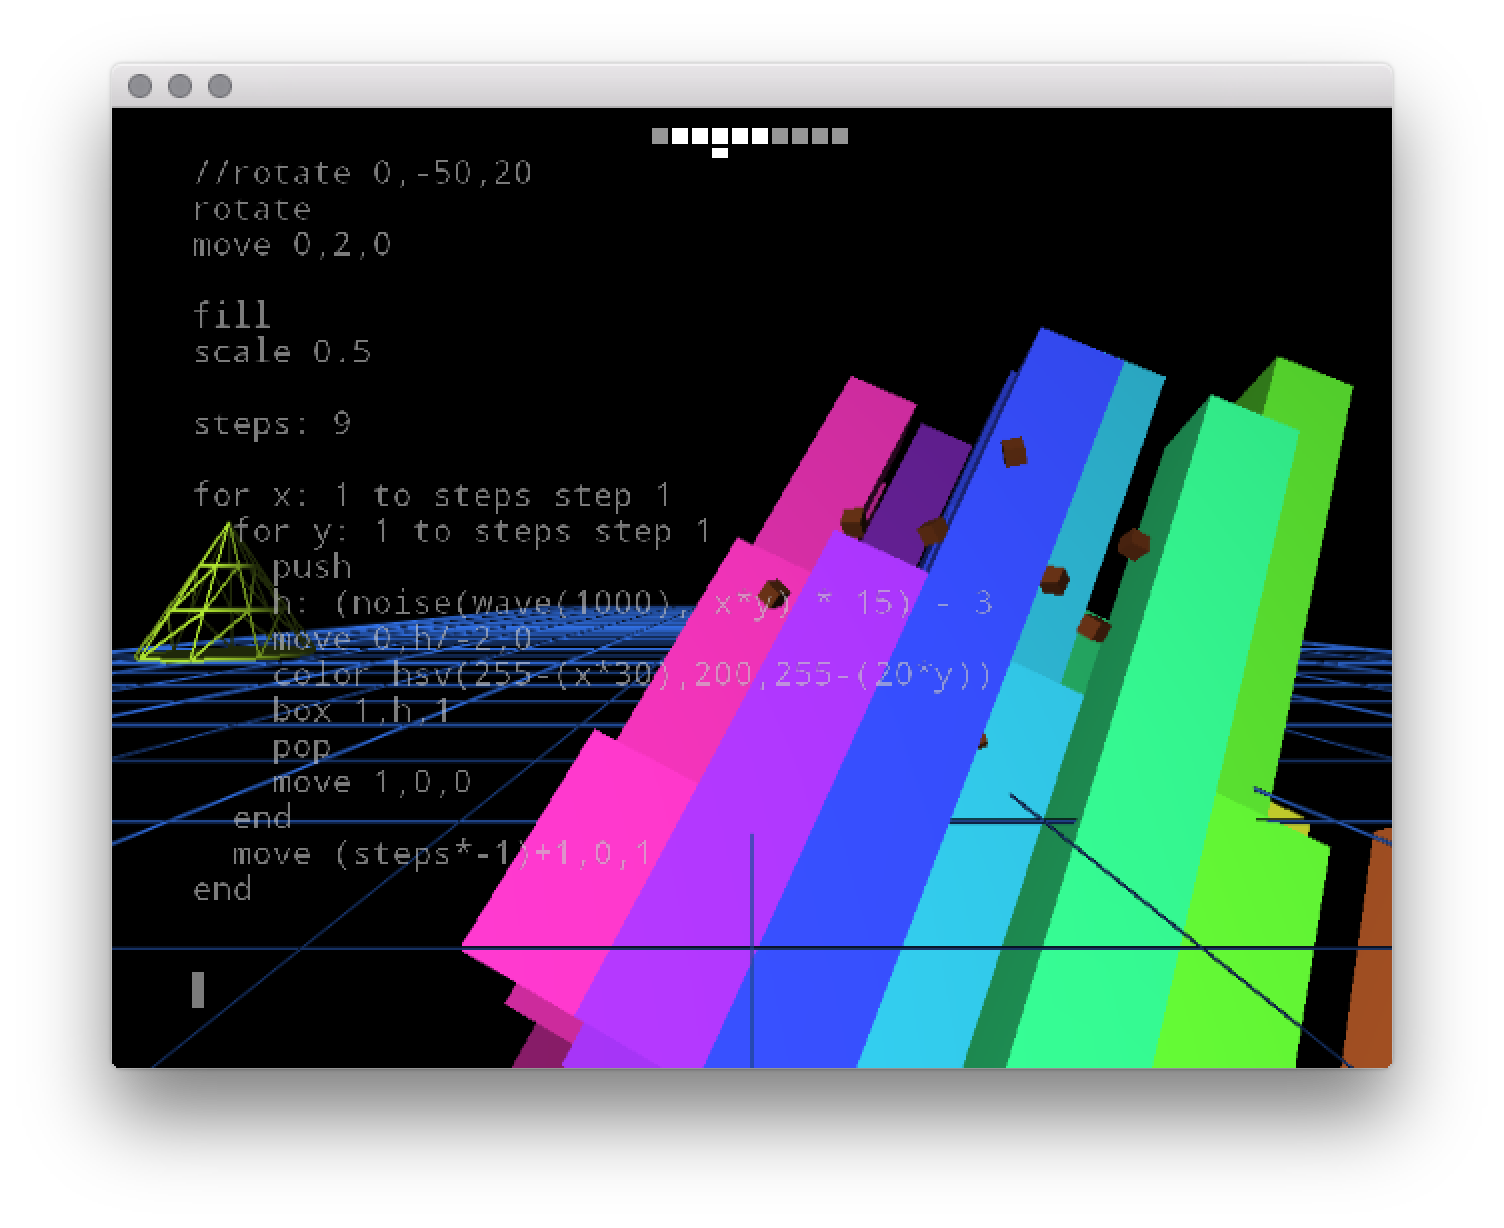 //rotate 0,-50,20
rotate
move 0,2,0
fill
scale 0.5
steps: 9
for x: 1 to steps step 1
for y: 1 to steps step 1
push
h: (noise(wave(1000), x*y) * 15) - 3
move 0,h/-2,0
color hsv(255-(x*30),200,255-(20*y))
box 1,h,1
pop
move 1,0,0
end
move (steps*-1)+1,0,1
end